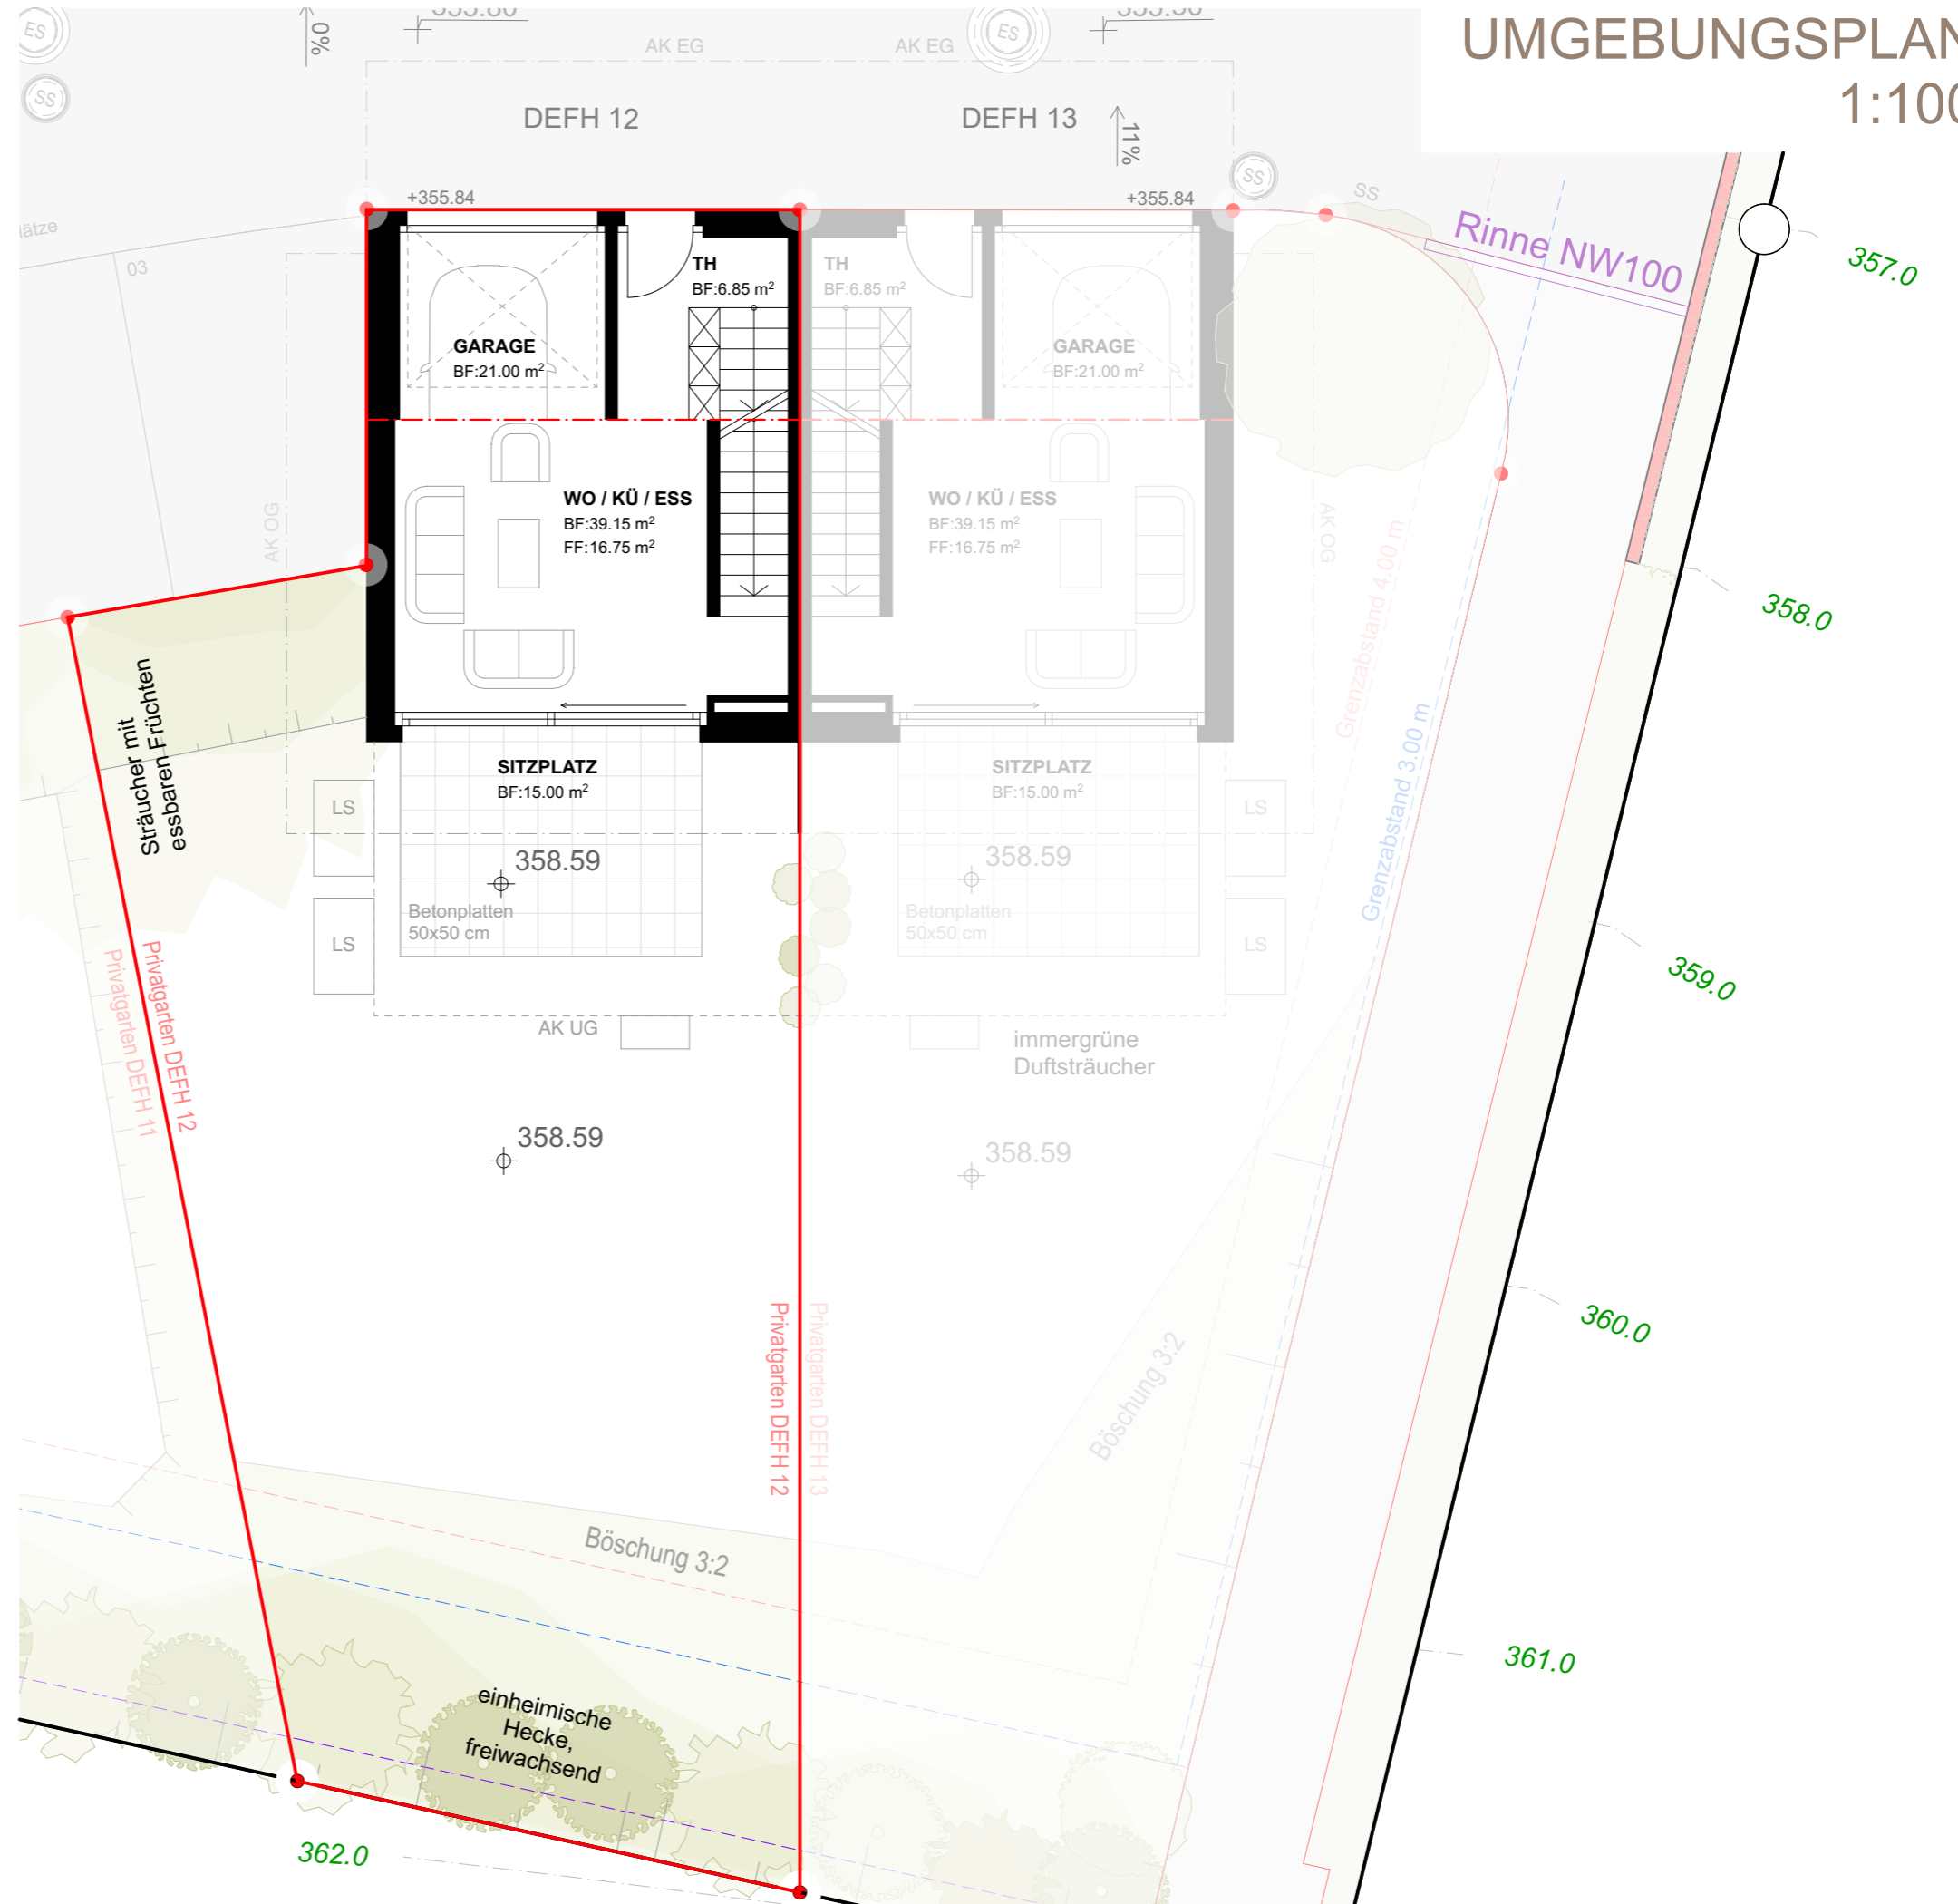 UMGEBUNGSPLAN
1:100
ES
0%
AK EG
AK EG
ES
SS
DEFH 12
DEFH 13
11%
SS
SS
+355.84
+355.84
Rinne NW100
357.0
03
TH
BF:6.85 m²
TH
BF:6.85 m²
GARAGE
BF:21.00 m²
GARAGE
BF:21.00 m²
AK OG
WO / KÜ / ESS
BF:39.15 m²
FF:16.75 m²
WO / KÜ / ESS
BF:39.15 m²
FF:16.75 m²
AK OG
Grenzabstand 4.00 m
358.0
Sträucher mit
essbaren Früchten
SITZPLATZ
BF:15.00 m²
SITZPLATZ
BF:15.00 m²
Grenzabstand 3.00 m
LS
LS
358.59
358.59
Betonplatten
50x50 cm
Betonplatten
50x50 cm
LS
LS
359.0
Privatgarten DEFH 12
Privatgarten DEFH 11
AK UG
immergrüne
Duftsträucher
358.59
358.59
Privatgarten DEFH 12
Privatgarten DEFH 13
Böschung 3:2
360.0
Böschung 3:2
361.0
einheimische
Hecke,
freiwachsend
362.0